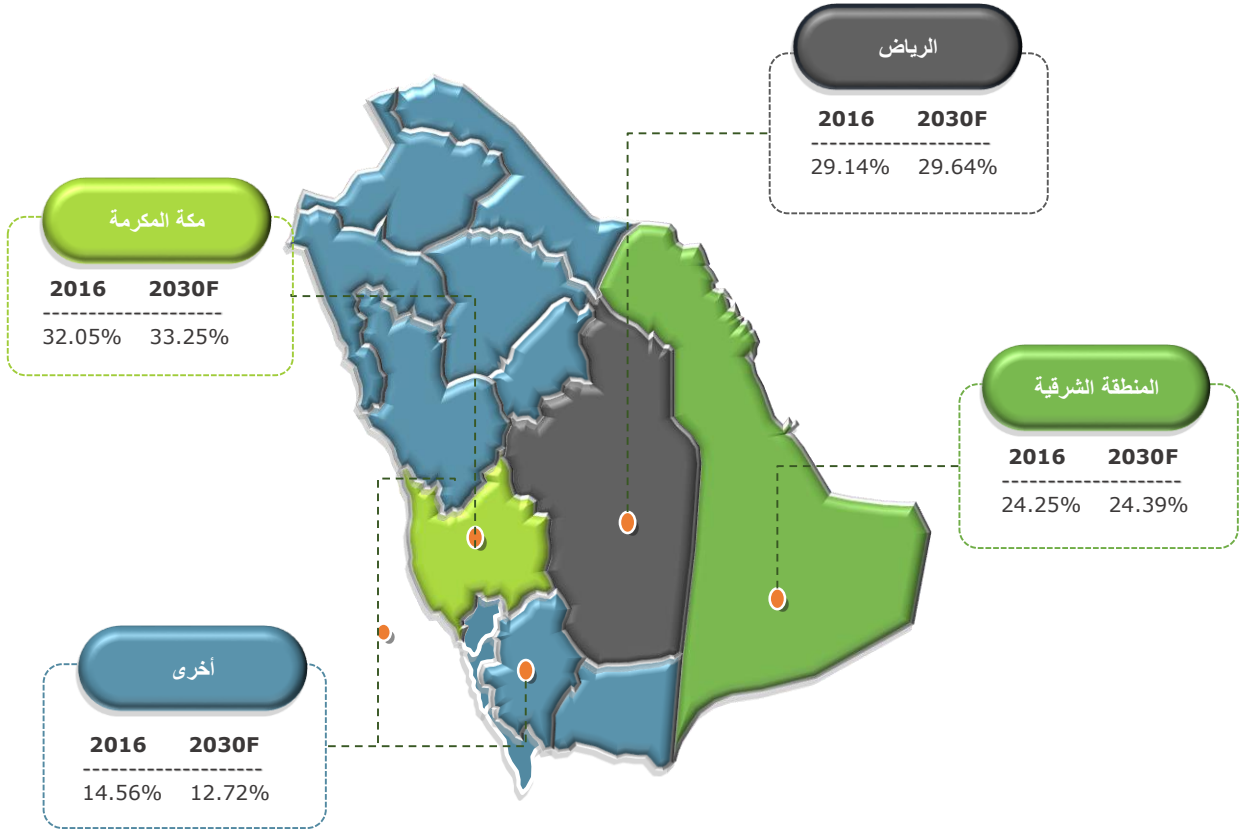 الرياض
2016 2030F
29.14% 29.64%
مكة المكرمة
2016 2030F
32.05% 33.25%
المنطقة الشرقية
2016 2030F
24.25% 24.39%
أخرى
2016 2030F
14.56% 12.72%